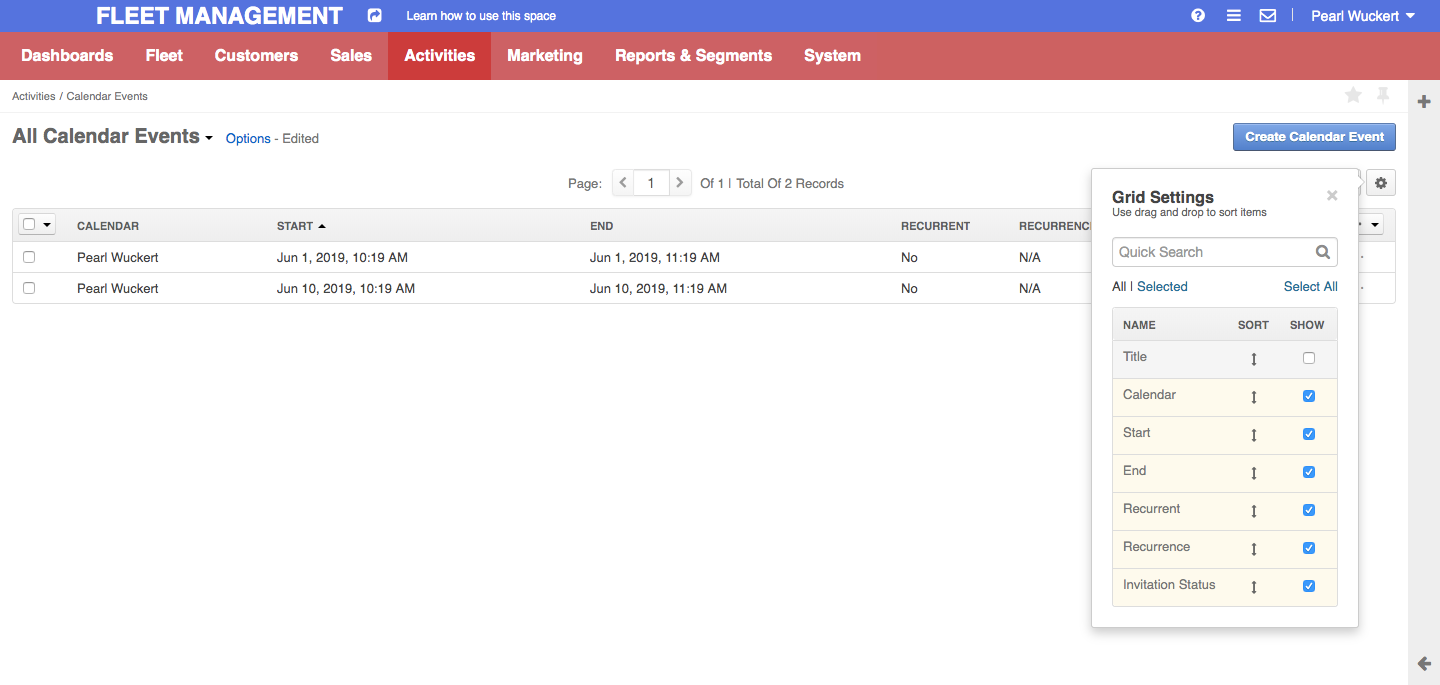 FLEET MANAGEMENT Learn how to use this space Pearl Wuckert
Dashboards Fleet Customers Sales Activities Marketing Reports & Segments System
Activities / Calendar Events
All Calendar Events Options - Edited Create Calendar Event
Page: 1 Of 1 | Total Of 2 Records
CALENDAR START END RECURRENT RECURRENC
Pearl Wuckert Jun 1, 2019, 10:19 AM Jun 1, 2019, 11:19 AM No N/A
Pearl Wuckert Jun 10, 2019, 10:19 AM Jun 10, 2019, 11:19 AM No N/A
Grid Settings
Use drag and drop to sort items
Quick Search
All | Selected Select All
NAME SORT SHOW
Title
Calendar
Start
End
Recurrent
Recurrence
Invitation Status